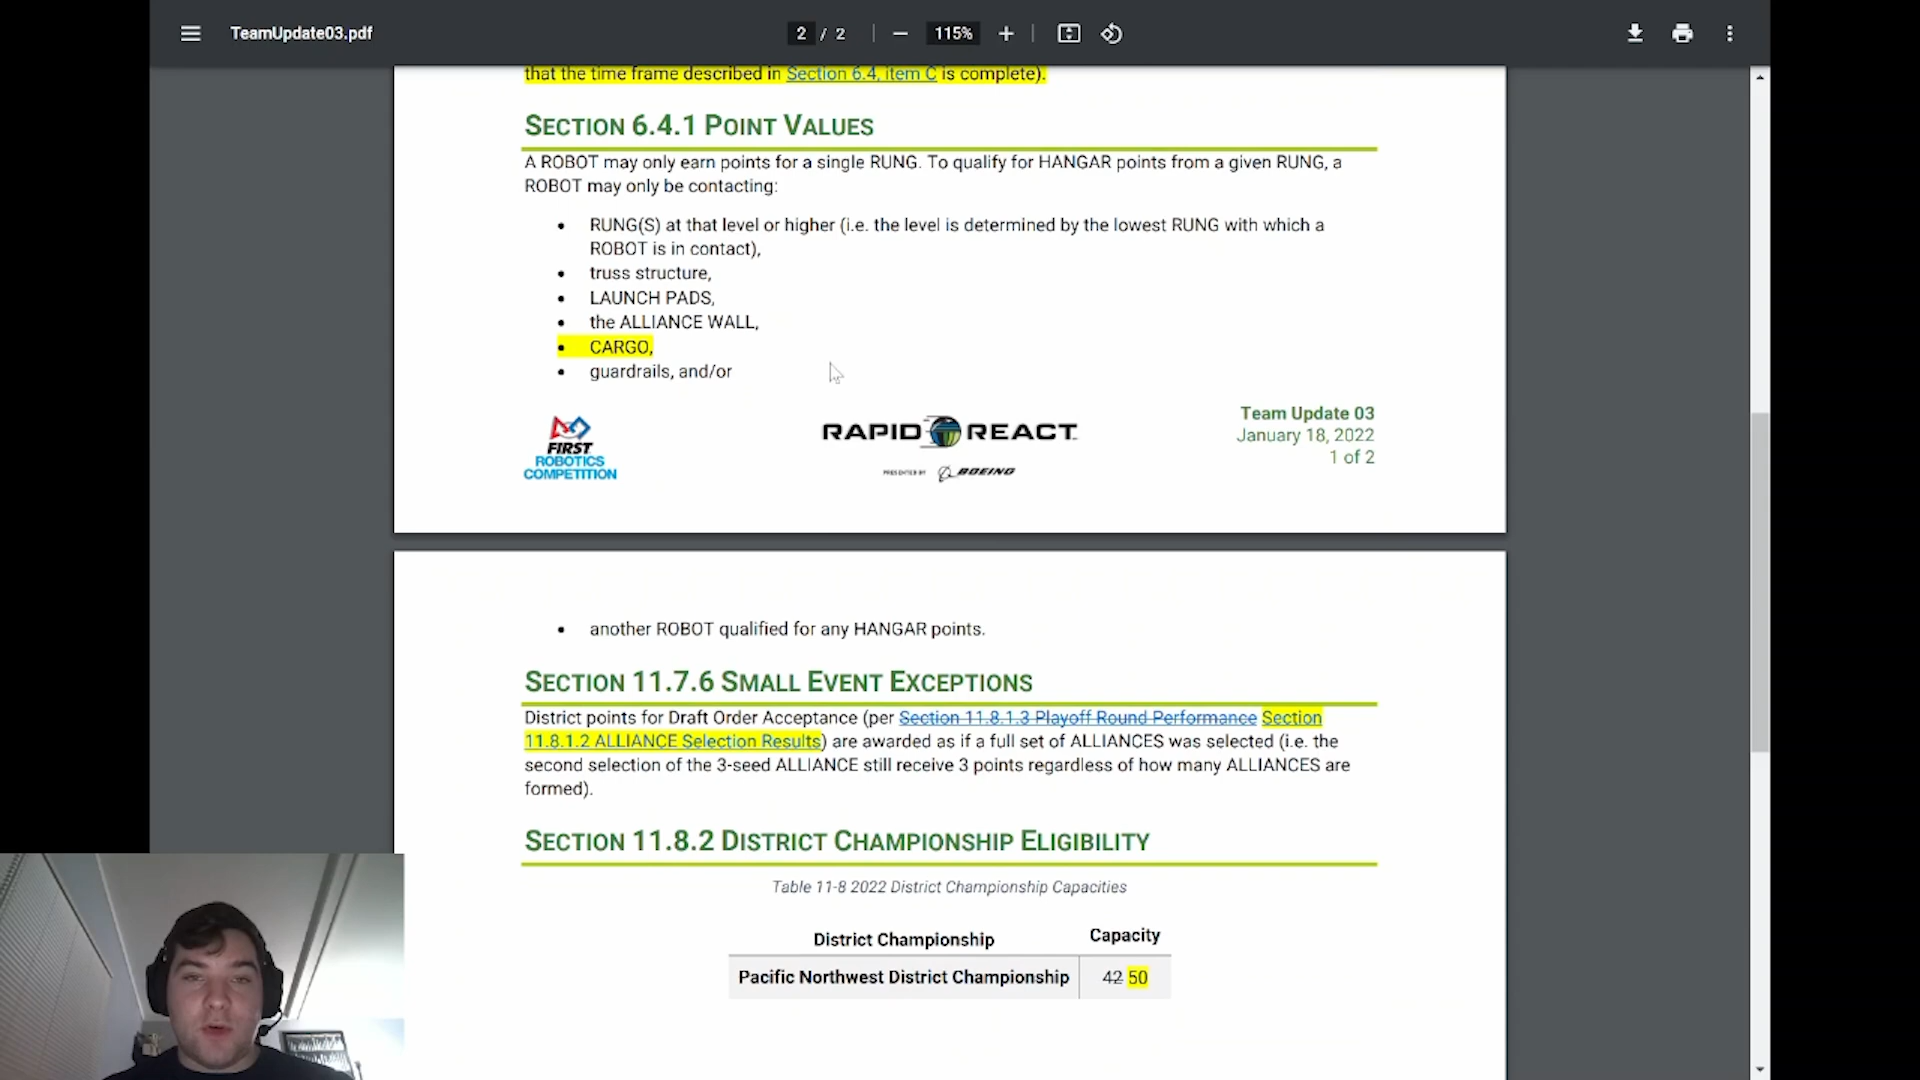 TeamUpdate03.pdf
2 / 2
115%
that the time frame described in Section 6.4, item C is complete).
SECTION 6.4.1 POINT VALUES
A ROBOT may only earn points for a single RUNG. To qualify for HANGAR points from a given RUNG, a
ROBOT may only be contacting:
• RUNG(S) at that level or higher (i.e. the level is determined by the lowest RUNG with which a
ROBOT is in contact),
• truss structure,
• LAUNCH PADS,
• the ALLIANCE WALL,
• CARGO,
• guardrails, and/or
FIRST
ROBOTICS
COMPETITION
RAPID REACT
PRESENTED BY BOEING
Team Update 03
January 18, 2022
1 of 2
• another ROBOT qualified for any HANGAR points.
SECTION 11.7.6 SMALL EVENT EXCEPTIONS
District points for Draft Order Acceptance (per Section 11.8.1.3 Playoff Round Performance Section
11.8.1.2 ALLIANCE Selection Results) are awarded as if a full set of ALLIANCES was selected (i.e. the
second selection of the 3-seed ALLIANCE still receive 3 points regardless of how many ALLIANCES are
formed).
SECTION 11.8.2 DISTRICT CHAMPIONSHIP ELIGIBILITY
Table 11-8 2022 District Championship Capacities
District Championship Capacity
Pacific Northwest District Championship 42 50